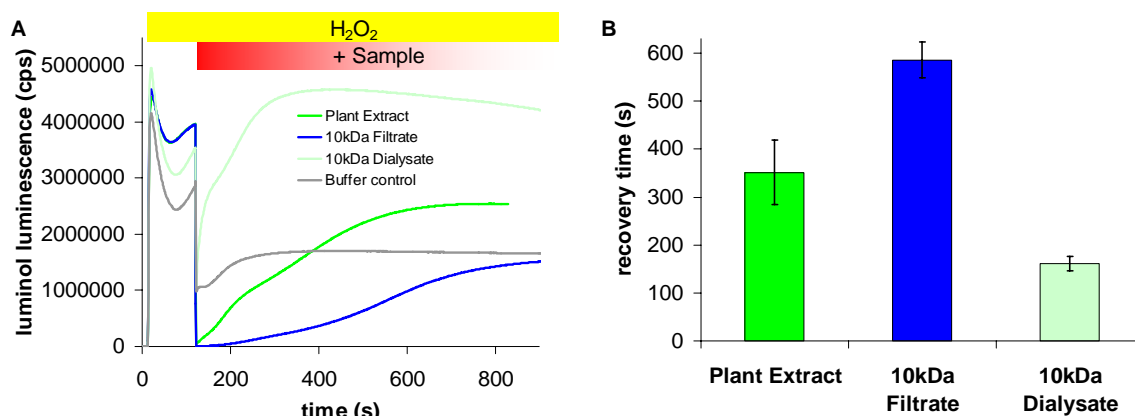 A
H₂O₂
+ Sample
luminol luminescence (cps)
5000000
4000000
3000000
2000000
1000000
0
Plant Extract
10kDa Filtrate
10kDa Dialysate
Buffer control
0 200 400 600 800
time (s)
B
recovery time (s)
600
500
400
300
200
100
0
Plant Extract
10kDa
Filtrate
10kDa
Dialysate